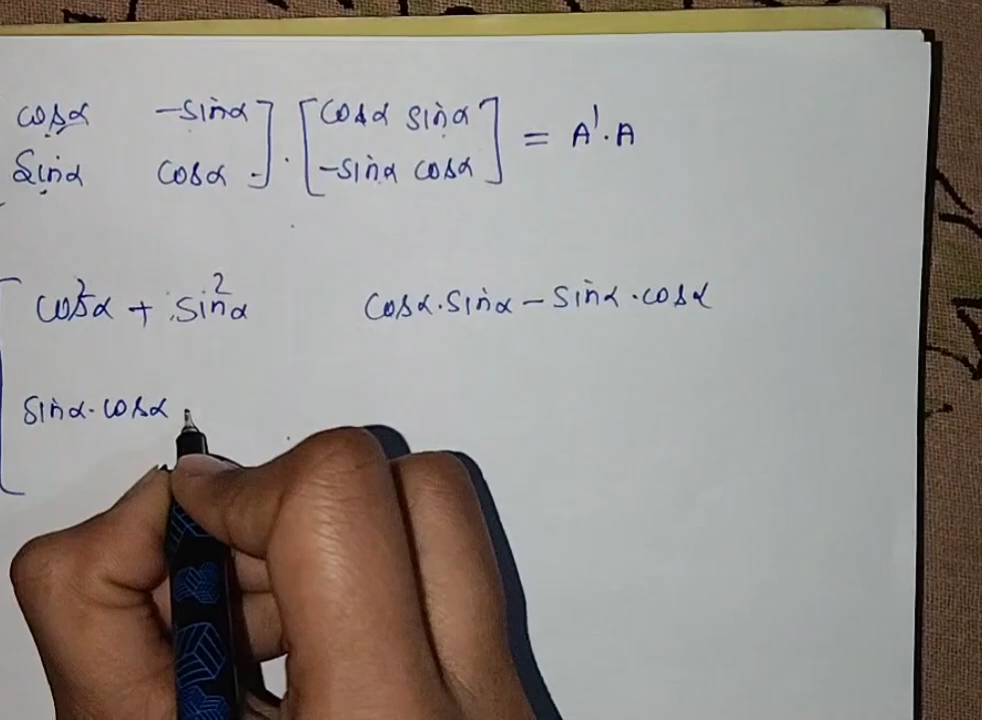 cosα -sinα] . [cosα sinα] = A'.A
sinα cosα -sinα cosα
cos²α + sin²α cosα.sinα - sinα.cosα
sinα.cosα